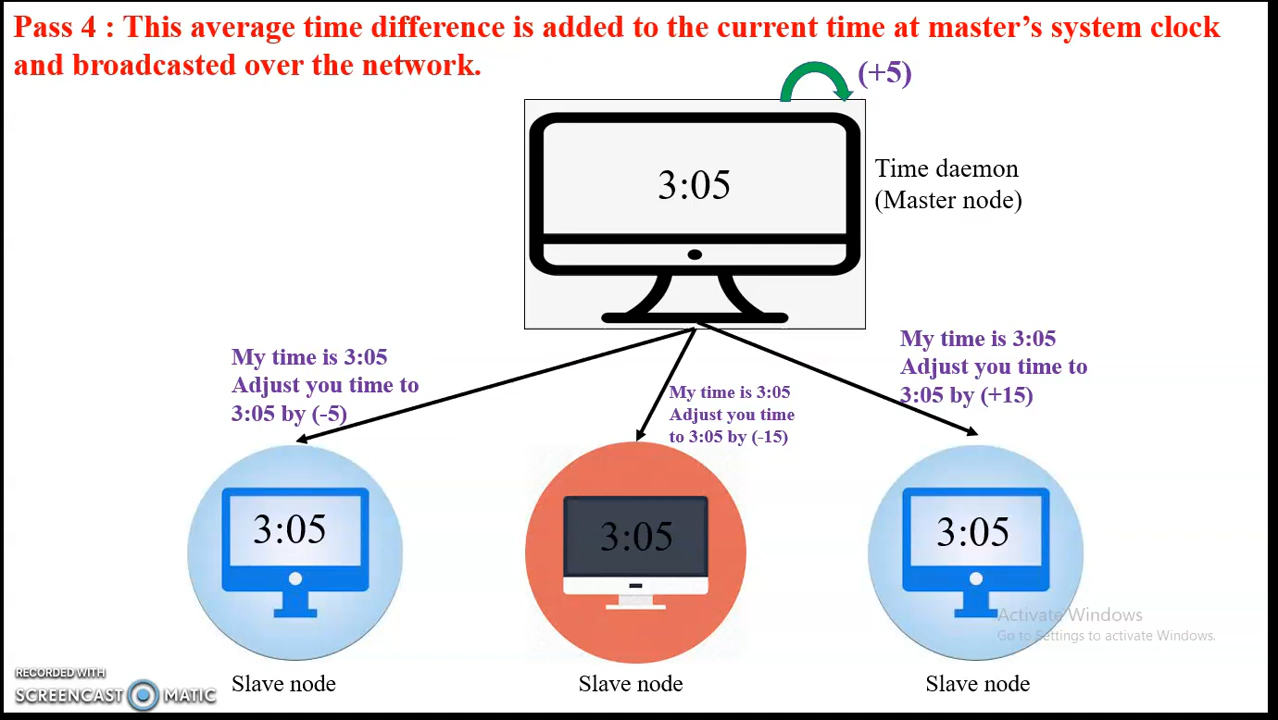 Pass 4 : This average time difference is added to the current time at master’s system clock
and broadcasted over the network.
(+5)
3:05
Time daemon
(Master node)
My time is 3:05
Adjust you time to
3:05 by (-5)
My time is 3:05
Adjust you time
to 3:05 by (-15)
My time is 3:05
Adjust you time to
3:05 by (+15)
3:05
3:05
3:05
Activate Windows
Go to Settings to activate Windows.
RECORDED WITH
SCREENCAST MATIC
Slave node
Slave node
Slave node